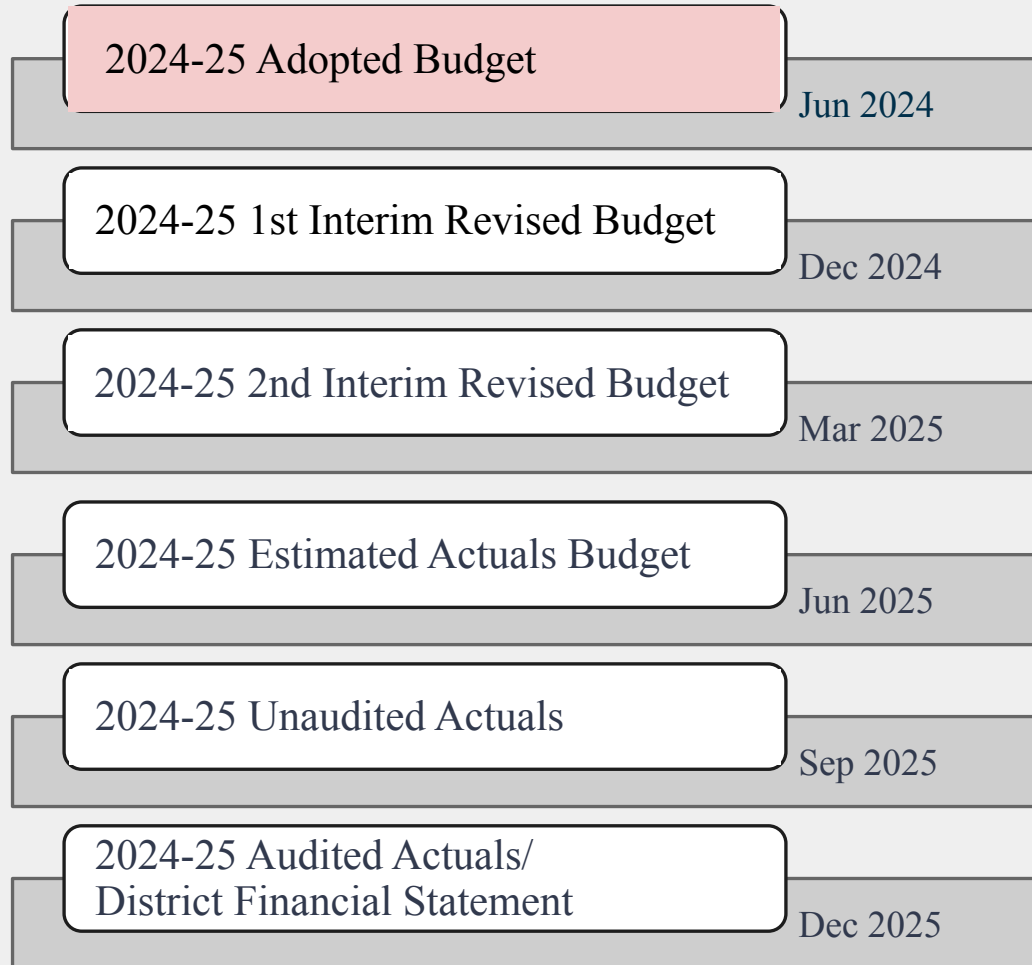 2024-25 Adopted Budget
Jun 2024
2024-25 1st Interim Revised Budget
Dec 2024
2024-25 2nd Interim Revised Budget
Mar 2025
2024-25 Estimated Actuals Budget
Jun 2025
2024-25 Unaudited Actuals
Sep 2025
2024-25 Audited Actuals/
District Financial Statement
Dec 2025